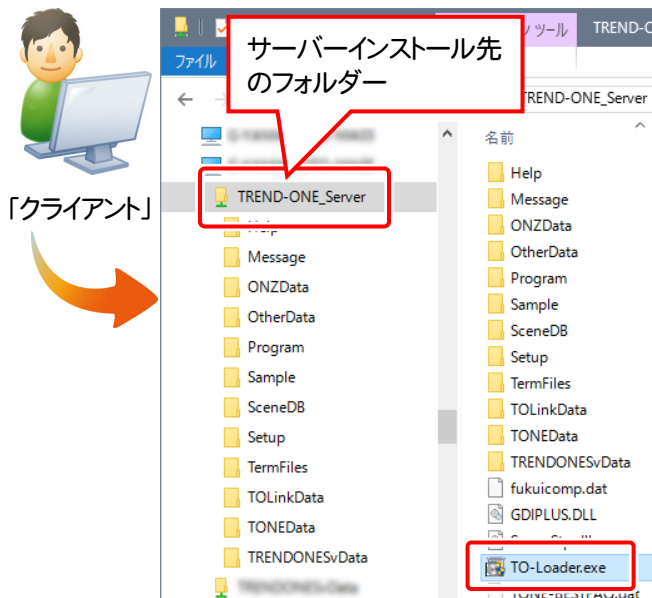 ツール
TREND-O
ファイル
サーバーインストール先
のフォルダー
TREND-ONE_Server
名前
「クライアント」
TREND-ONE_Server
Help
Message
ONZData
OtherData
Program
Sample
SceneDB
Setup
TermFiles
TOLinkData
TONEData
TRENDONESvData
Help
Message
ONZData
OtherData
Program
Sample
SceneDB
Setup
TermFiles
TOLinkData
TONEData
TRENDONESvData
fukuicomp.dat
GDIPLUS.DLL
TO-Loader.exe